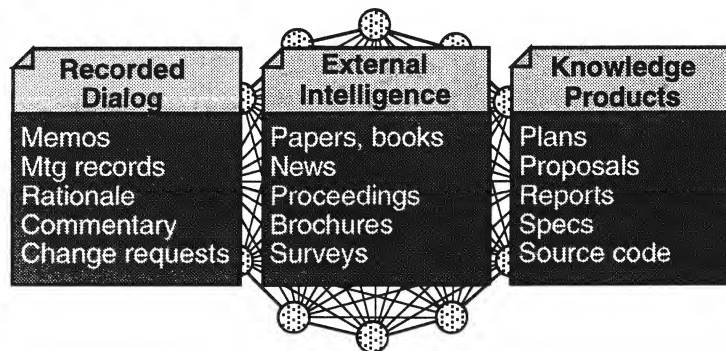 Recorded
Dialog
Memos
Mtg records
Rationale
Commentary
Change requests
External
Intelligence
Papers, books
News
Proceedings
Brochures
Surveys
Knowledge
Products
Plans
Proposals
Reports
Specs
Source code